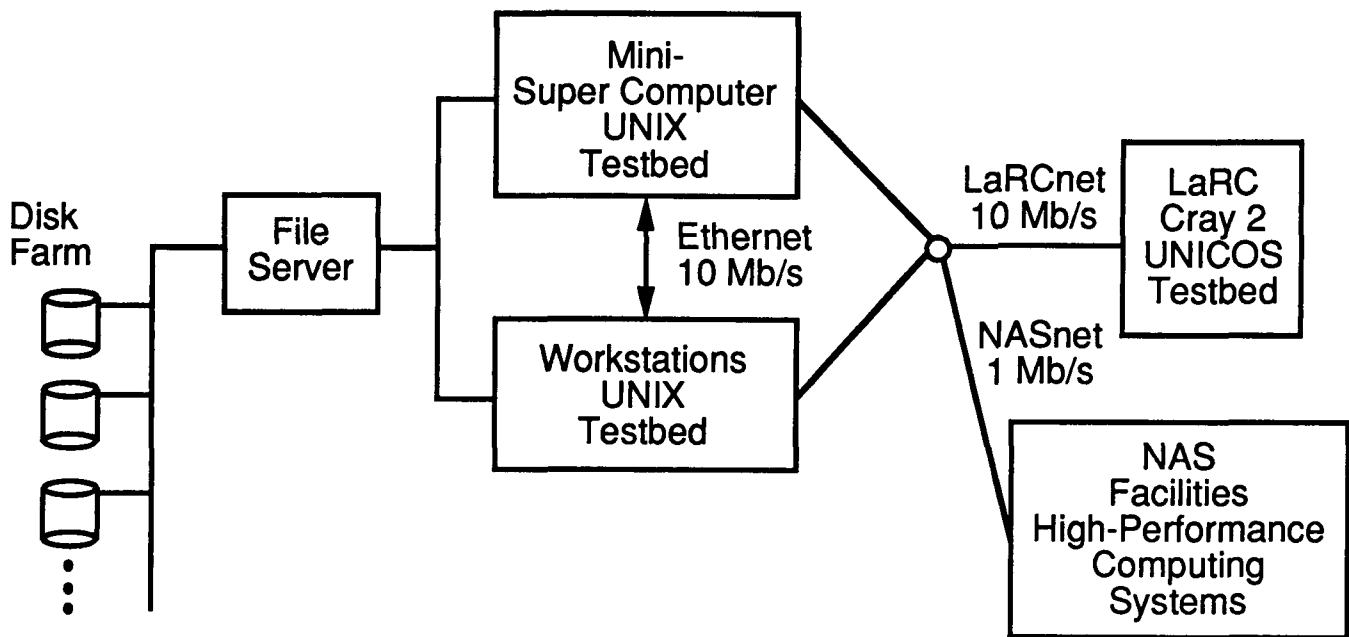 Disk
Farm
File
Server
Mini-
Super Computer
UNIX
Testbed
Ethernet
10 Mb/s
Workstations
UNIX
Testbed
LaRCnet
10 Mb/s
LaRC
Cray 2
UNICOS
Testbed
NASnet
1 Mb/s
NAS
Facilities
High-Performance
Computing
Systems